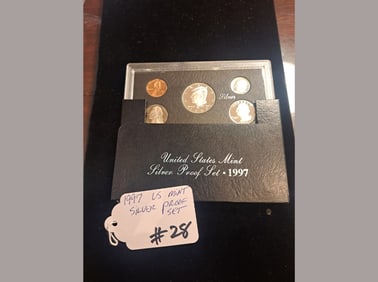 Silver
United States Mint
Silver Proof Set • 1997
1997 US MINT
SILVER PROOF
SET
#28